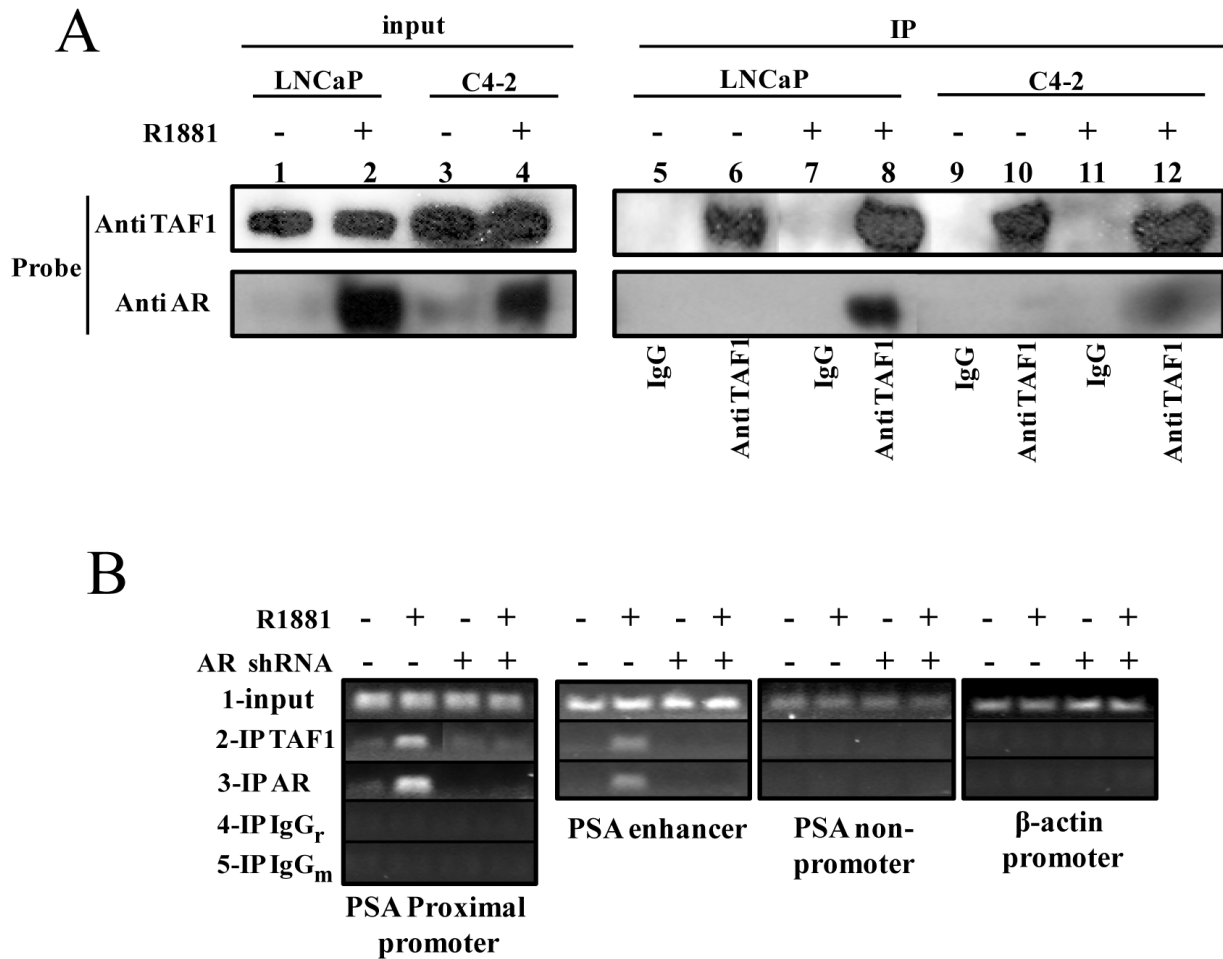 A
input
IP
LNCaP C4-2 LNCaP C4-2
R1881 - + - + - - + + - - + +
1 2 3 4 5 6 7 8 9 10 11 12
Probe
Anti TAF1
Anti AR
IgG Anti TAF1 IgG Anti TAF1 IgG Anti TAF1 IgG Anti TAF1
B
R1881 - + - + - + - + - + - + - + - +
AR shRNA - - + + - - + + - - + + - - + +
1-input
2-IP TAF1
3-IP AR
4-IP IgGr
5-IP IgGm
PSA Proximal
promoter
PSA enhancer
PSA non-
promoter
β-actin
promoter